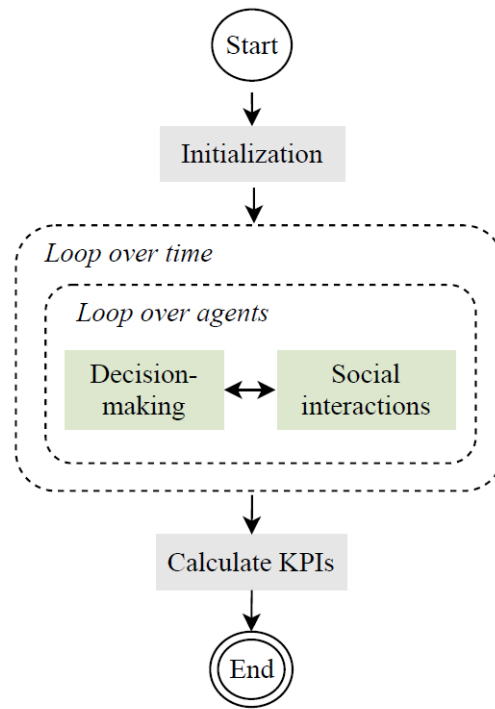 Start
Initialization
Loop over time
Loop over agents
Decision-
making
Social
interactions
Calculate KPIs
End